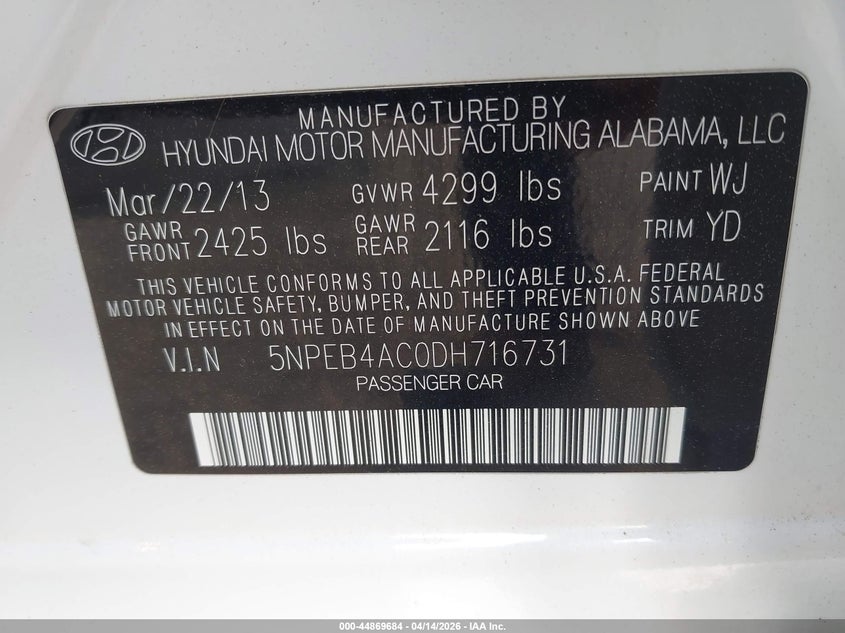 MANUFACTURED BY
HYUNDAI MOTOR MANUFACTURING ALABAMA, LLC
Mar/22/13 GVWR 4299 lbs PAINT WJ
GAWR FRONT 2425 lbs GAWR REAR 2116 lbs TRIM YD
THIS VEHICLE CONFORMS TO ALL APPLICABLE U.S.A. FEDERAL
MOTOR VEHICLE SAFETY, BUMPER, AND THEFT PREVENTION STANDARDS
IN EFFECT ON THE DATE OF MANUFACTURE SHOWN ABOVE
V.I.N 5NPEB4AC0DH716731
PASSENGER CAR
000-44869684 - 04/14/2026 - IAA Inc.